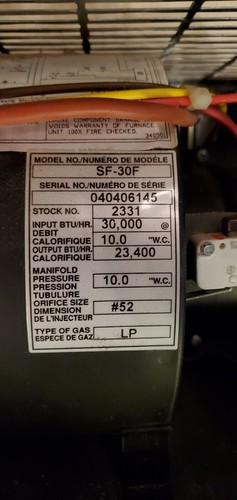 VOIDS WARRANTY OF FURNACE
UNIT 100% FIRE CHECKED.
MODEL NO./NUMÉRO DE MODÉLE
SF-30F
SERIAL NO./NUMÉRO DE SÉRIE
040406145
STOCK NO. 2331
INPUT BTU/HR. 30,000 @
DEBIT
CALORIFIQUE 10.0 "W.C.
OUTPUT BTU/HR. 23,400
CALORIFIQUE
MANIFOLD
PRESSURE 10.0 "W.C.
PRESSION
TUBULURE
ORIFICE SIZE #52
DIMENSION
DE L'INJECTEUR
TYPE OF GAS LP
ESPECE DE GAZ